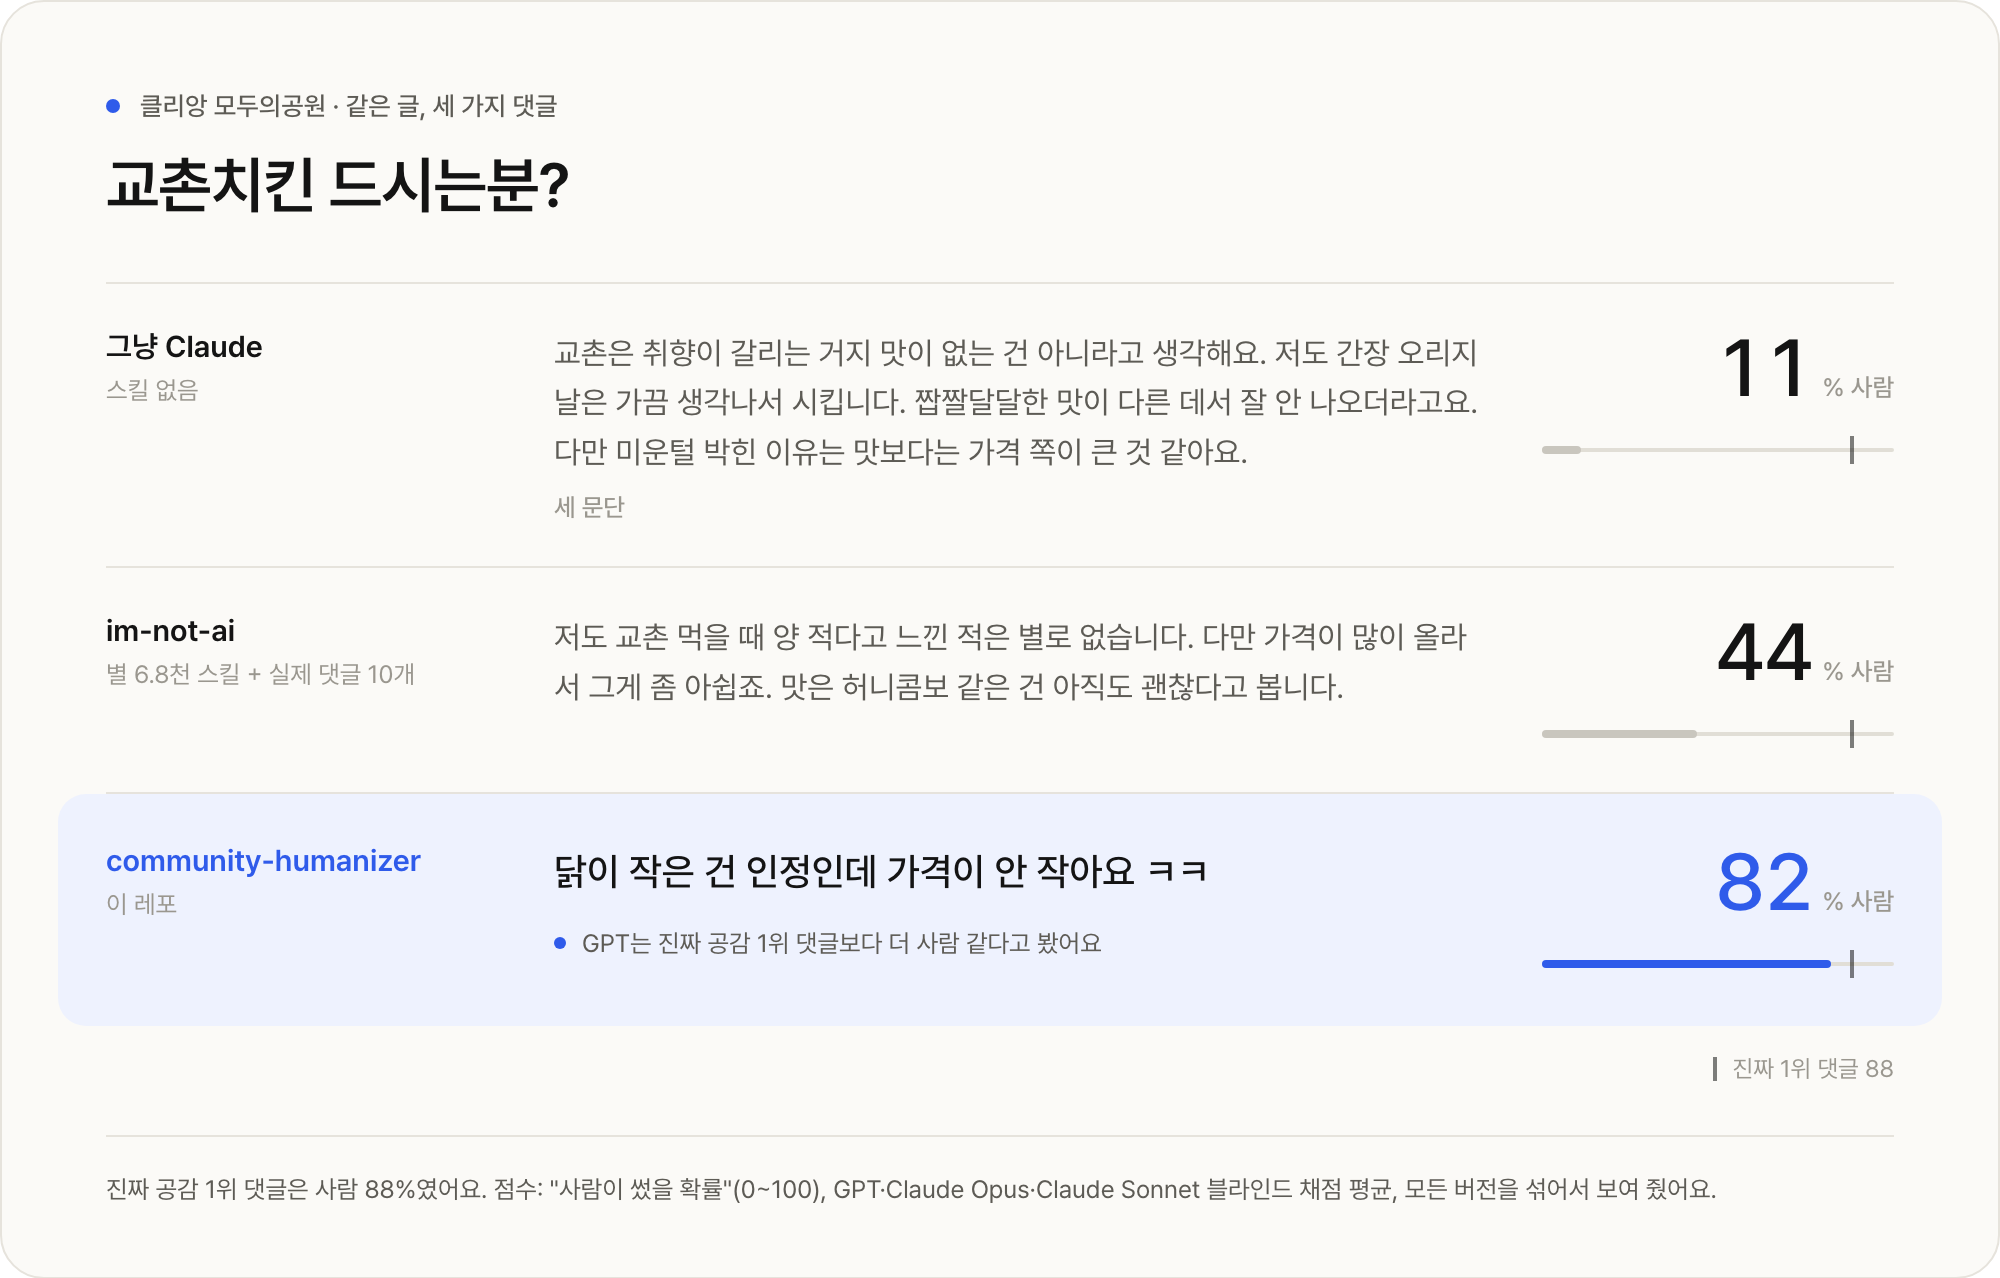 클리앙 모두의공원 · 같은 글, 세 가지 댓글
교촌치킨 드시는분?
그냥 Claude
스킬 없음
교촌은 취향이 갈리는 거지 맛이 없는 건 아니라고 생각해요. 저도 간장 오리지
날은 가끔 생각나서 시킵니다. 짭짤달달한 맛이 다른 데서 잘 안 나오더라고요.
다만 미운털 박힌 이유는 맛보다는 가격 쪽이 큰 것 같아요.
세 문단
11 % 사람
im-not-ai
별 6.8천 스킬 + 실제 댓글 10개
저도 교촌 먹을 때 양 적다고 느낀 적은 별로 없습니다. 다만 가격이 많이 올라
서 그게 좀 아쉽죠. 맛은 허니콤보 같은 건 아직도 괜찮다고 봅니다.
44 % 사람
community-humanizer
이 레포
닭이 작은 건 인정인데 가격이 안 작아요 ㅋㅋ
GPT는 진짜 공감 1위 댓글보다 더 사람 같다고 봤어요
82 % 사람
진짜 1위 댓글 88
진짜 공감 1위 댓글은 사람 88%였어요. 점수: "사람이 썼을 확률"(0~100), GPT·Claude Opus·Claude Sonnet 블라인드 채점 평균, 모든 버전을 섞어서 보여 줬어요.